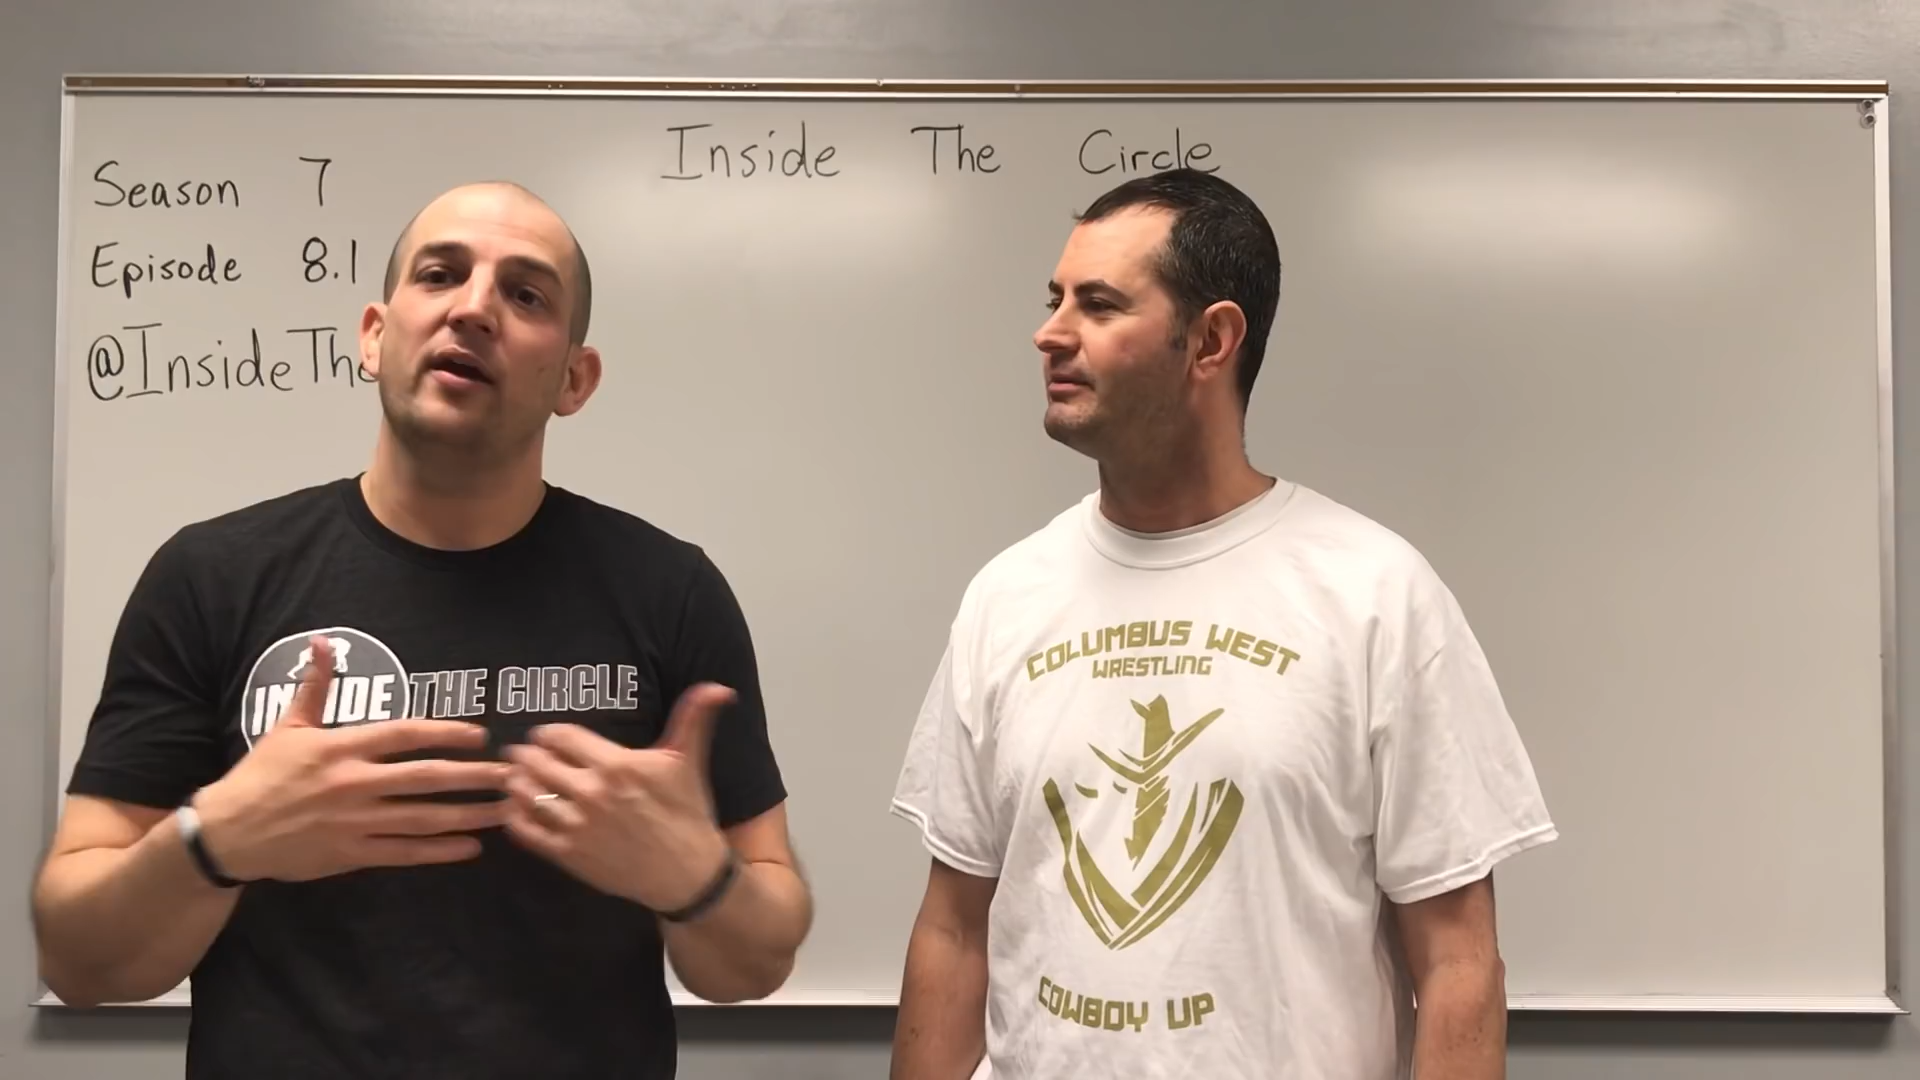 Inside The Circle
Season 7
Episode 8.1
@InsideThe
THE CIRCLE
COLUMBUS WEST
WRESTLING
COWBOY UP